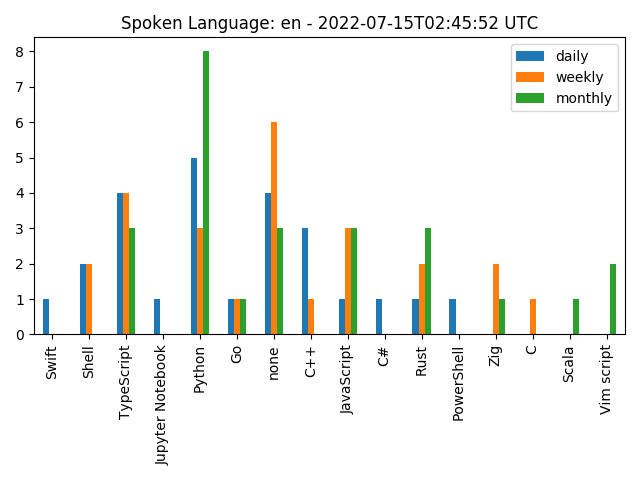 Spoken Language: en - 2022-07-15T02:45:52 UTC
daily
weekly
monthly
8
7
6
5
4
3
2
1
0
Swift
Shell
TypeScript
Jupyter Notebook
Python
Go
none
C++
JavaScript
C#
Rust
PowerShell
Zig
C
Scala
Vim script